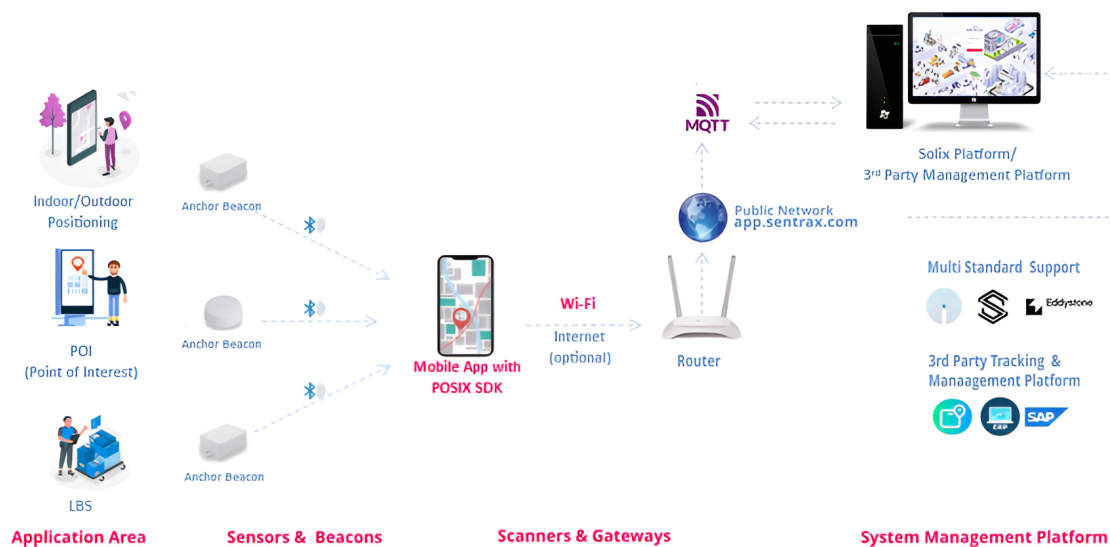 MQTT
Solix Platform/
3rd Party Management Platform
Indoor/Outdoor
Positioning
Anchor Beacon
Public Network
app.sentrax.com
Multi Standard Support
Eddystone
POI
(Point of Interest)
Anchor Beacon
Mobile App with
POSIX SDK
Wi-Fi
Internet
(optional)
Router
3rd Party Tracking &
Manaagement Platform
ERP
SAP
LBS
Anchor Beacon
Application Area
Sensors & Beacons
Scanners & Gateways
System Management Platform